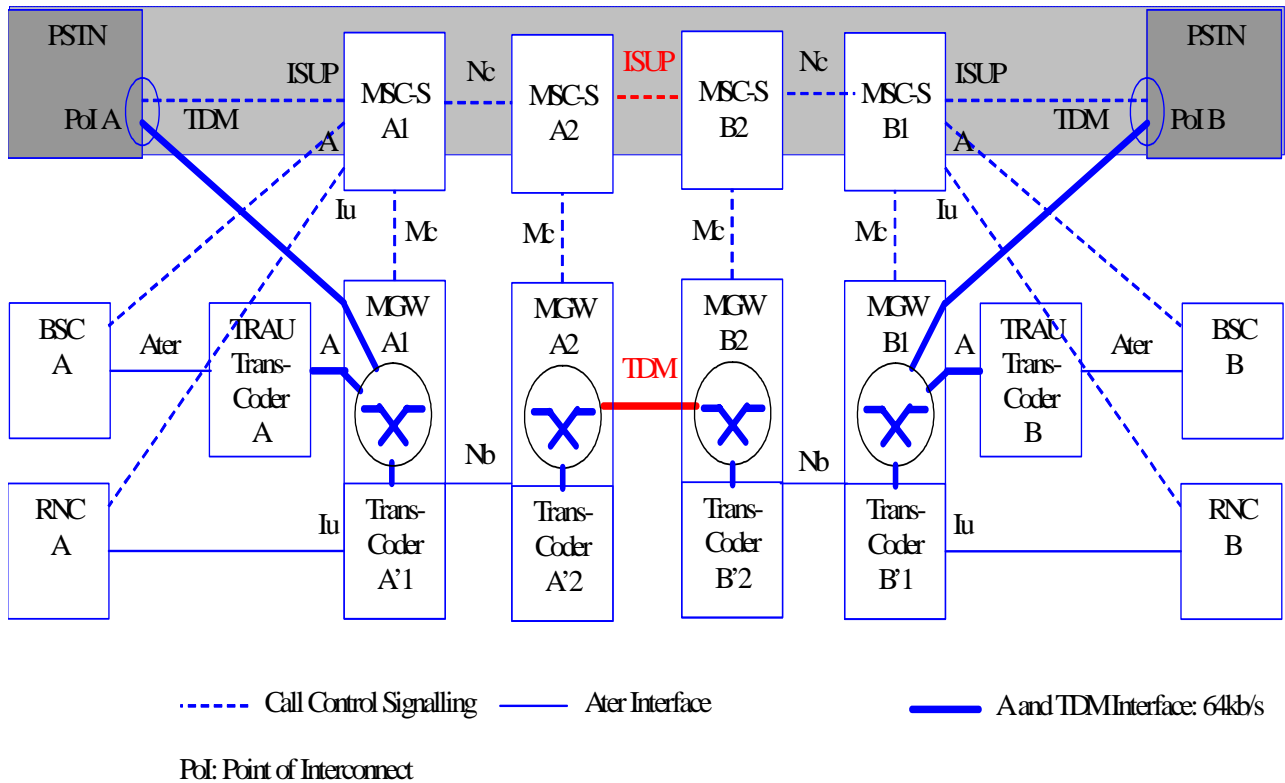 PSTN
PSTN
ISUP
Nc
ISUP
Nc
ISUP
MSC-S
A1
MSC-S
A2
MSC-S
B2
MSC-S
B1
PoI A
TDM
TDM
PoI B
A
A
Iu
Iu
Mc
Mc
Mc
Mc
MGW
A1
MGW
A2
MGW
B2
MGW
B1
BSC
A
Ater
TRAU
Trans-
Coder
A
A
TDM
A
TRAU
Trans-
Coder
B
Ater
BSC
B
Nb
Nb
RNC
A
Iu
Trans-
Coder
A'1
Trans-
Coder
A'2
Trans-
Coder
B'2
Trans-
Coder
B'1
Iu
RNC
B
Call Control Signalling
Ater Interface
A and TDM Interface: 64kb/s
PoI: Point of Interconnect